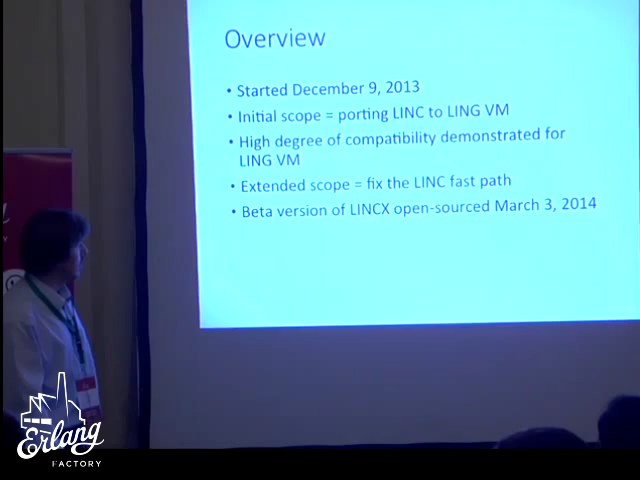 Overview
• Started December 9, 2013
• Initial scope = porting LINC to LING VM
• High degree of compatibility demonstrated for
LING VM
• Extended scope = fix the LINC fast path
• Beta version of LINCX open-sourced March 3, 2014
Erlang
FACTORY